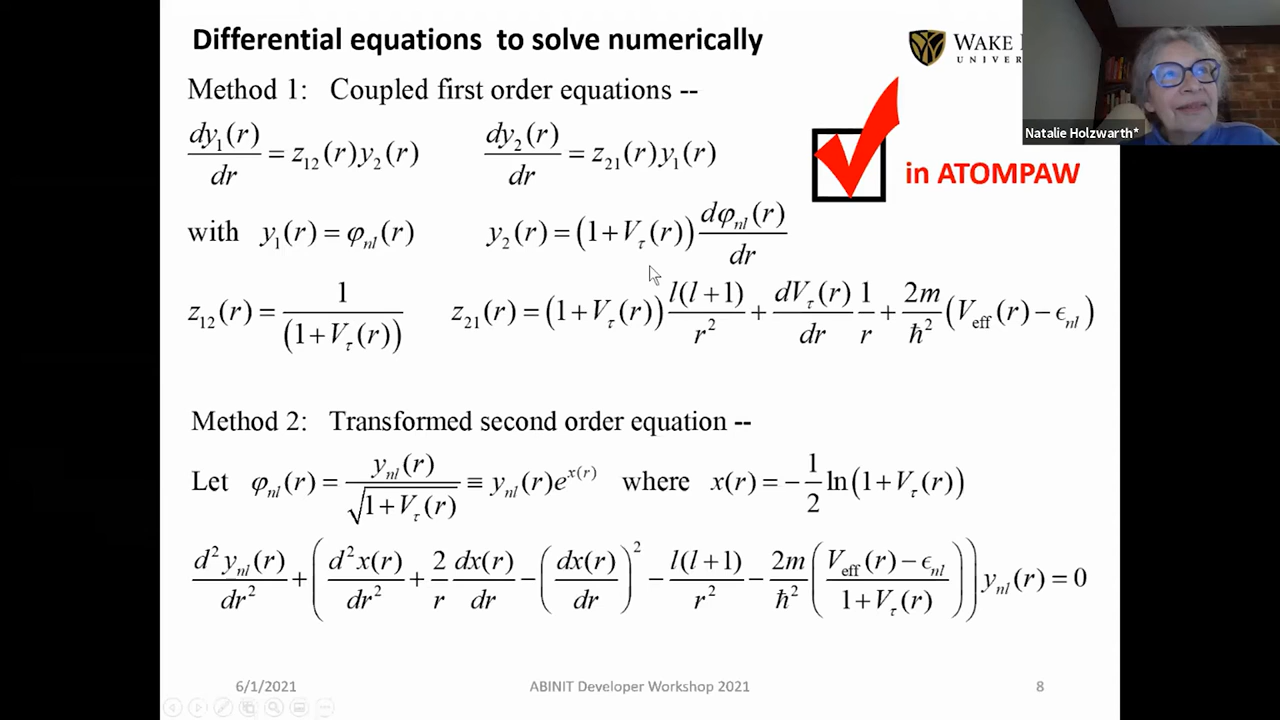 Differential equations to solve numerically
WAKE
UNIVER
Natalie Holzwarth*
Method 1: Coupled first order equations --
dy₁(r)/dr = z₁₂(r)y₂(r) dy₂(r)/dr = z₂₁(r)y₁(r)
in ATOMPAW
with y₁(r) = φₙₗ(r) y₂(r) = (1+V_τ(r)) dφₙₗ(r)/dr
z₁₂(r) = 1/(1+V_τ(r)) z₂₁(r) = (1+V_τ(r)) l(l+1)/r² + dV_τ(r)/dr 1/r + 2m/ħ² (V_eff(r) − ϵₙₗ)
Method 2: Transformed second order equation --
Let φₙₗ(r) = yₙₗ(r)/√(1+V_τ(r)) ≡ yₙₗ(r)e^{x(r)} where x(r) = −1/2 ln(1+V_τ(r))
d²yₙₗ(r)/dr² + (d²x(r)/dr² + 2/r dx(r)/dr − (dx(r)/dr)² − l(l+1)/r² − 2m/ħ² ((V_eff(r) − ϵₙₗ)/(1+V_τ(r)))) yₙₗ(r) = 0
6/1/2021 ABINIT Developer Workshop 2021 8